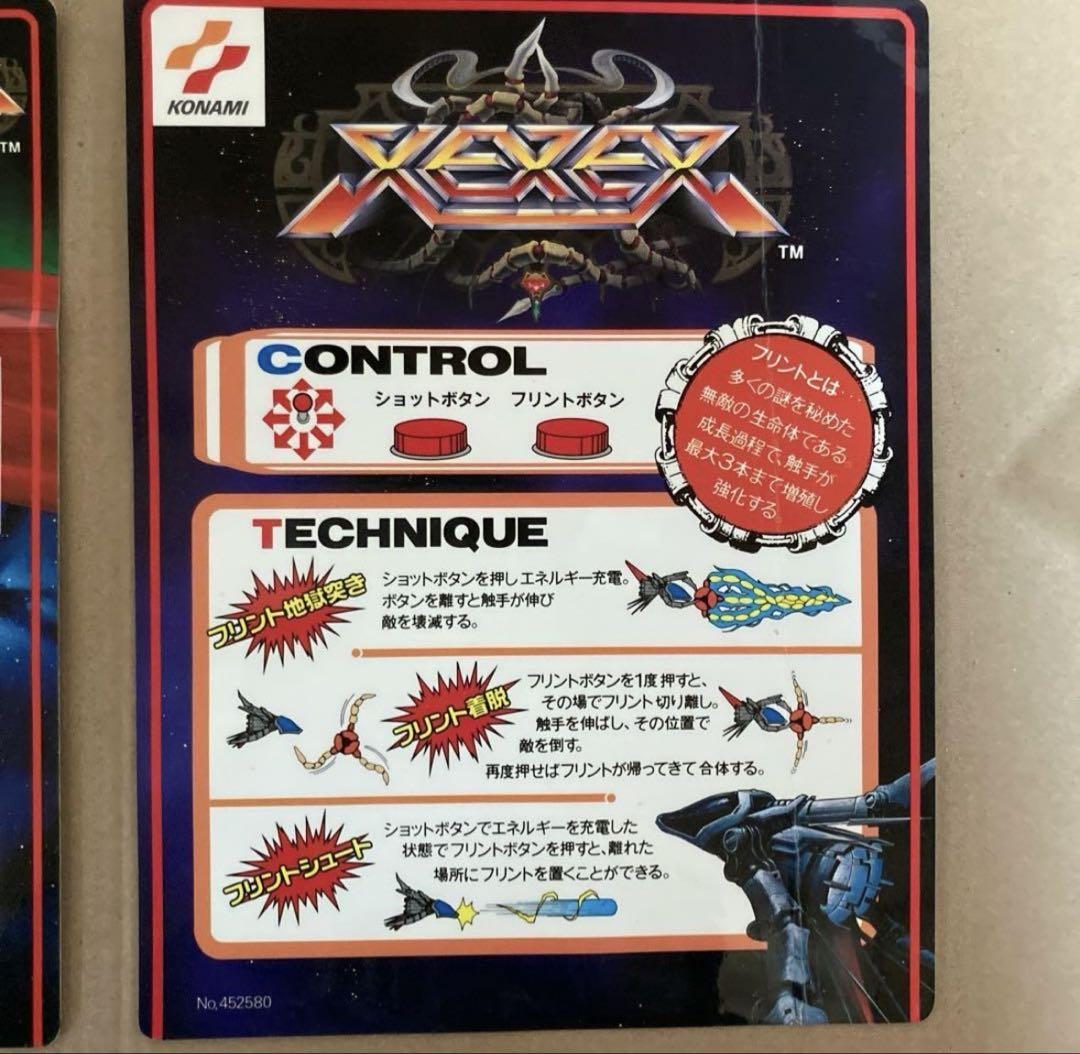 KONAMI
XEXEX
TM
TM
CONTROL
ショットボタン フリントボタン
フリントとは…
多くの謎を秘めた
無敵の生命体である
成長過程で、触手が
最大3本まで増殖し
強化する
TECHNIQUE
フリント地獄突き
ショットボタンを押しエネルギー充電。
ボタンを離すと触手が伸び
敵を壊滅する。
フリント着脱
フリントボタンを1度押すと、
その場でフリント切り離し。
触手を伸ばし、その位置で
敵を倒す。
再度押せばフリントが帰ってきて合体する。
フリントシュート
ショットボタンでエネルギーを充電した
状態でフリントボタンを押すと、離れた
場所にフリントを置くことができる。
No,452580